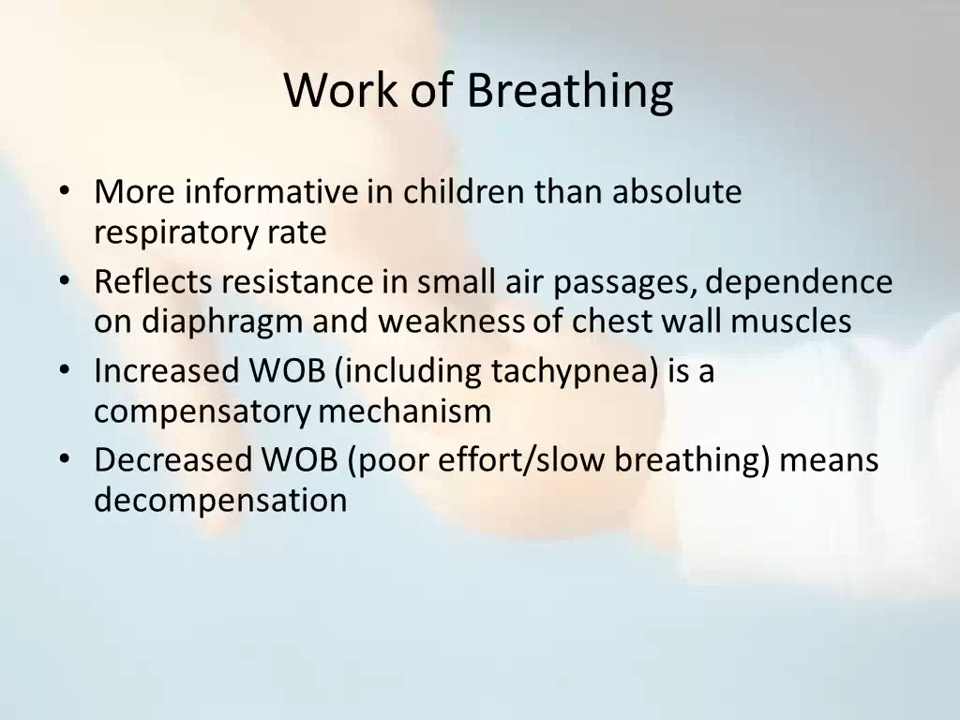 Work of Breathing
• More informative in children than absolute
respiratory rate
• Reflects resistance in small air passages, dependence
on diaphragm and weakness of chest wall muscles
• Increased WOB (including tachypnea) is a
compensatory mechanism
• Decreased WOB (poor effort/slow breathing) means
decompensation